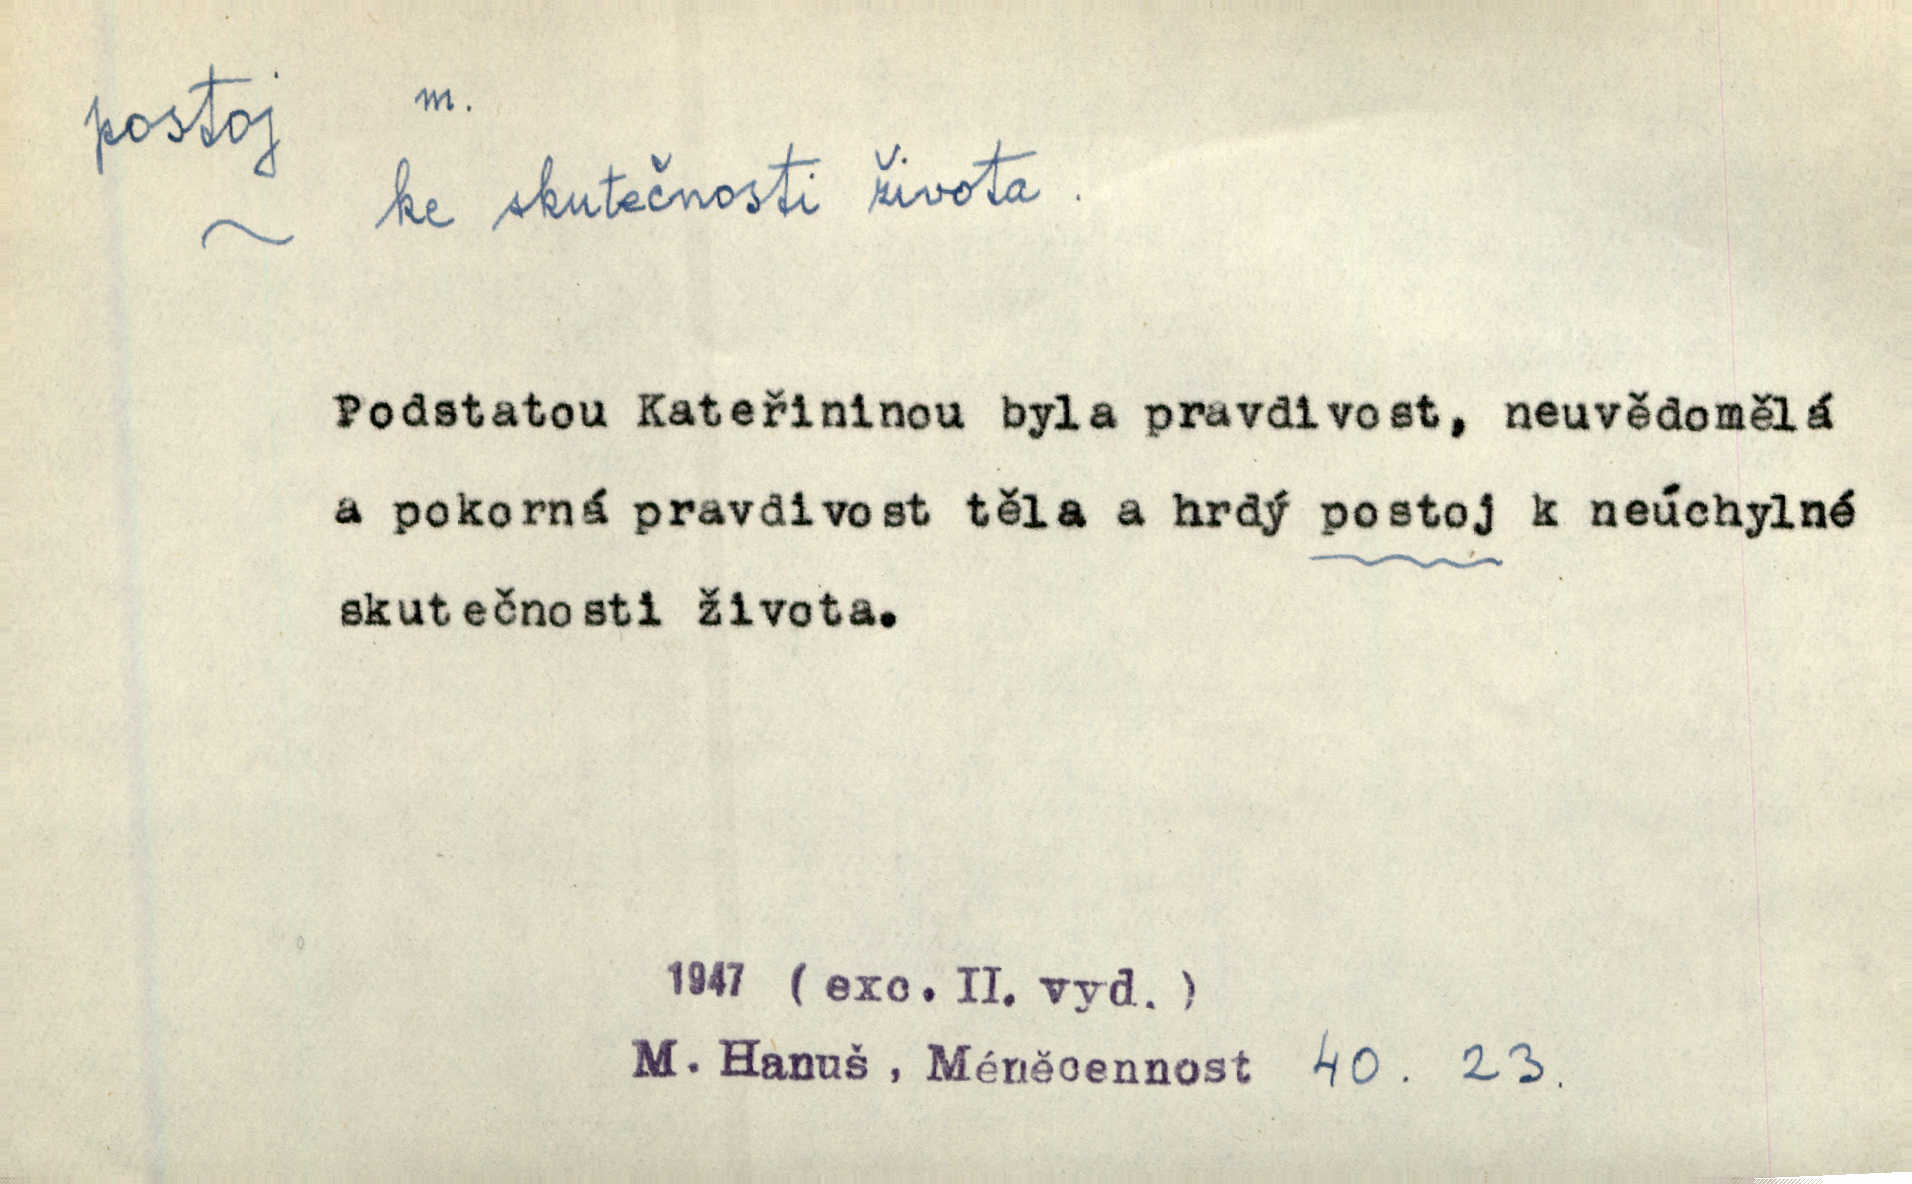 postoj m.
~ ke skutečnosti života.
Podstatou Kateřininou byla pravdivost, neuvědomělá
a pokorná pravdivost těla a hrdý postoj k neúchylné
skutečnosti života.
1947 (exc. II. vyd.)
M. Hanuš, Méněcennost 40. 23.